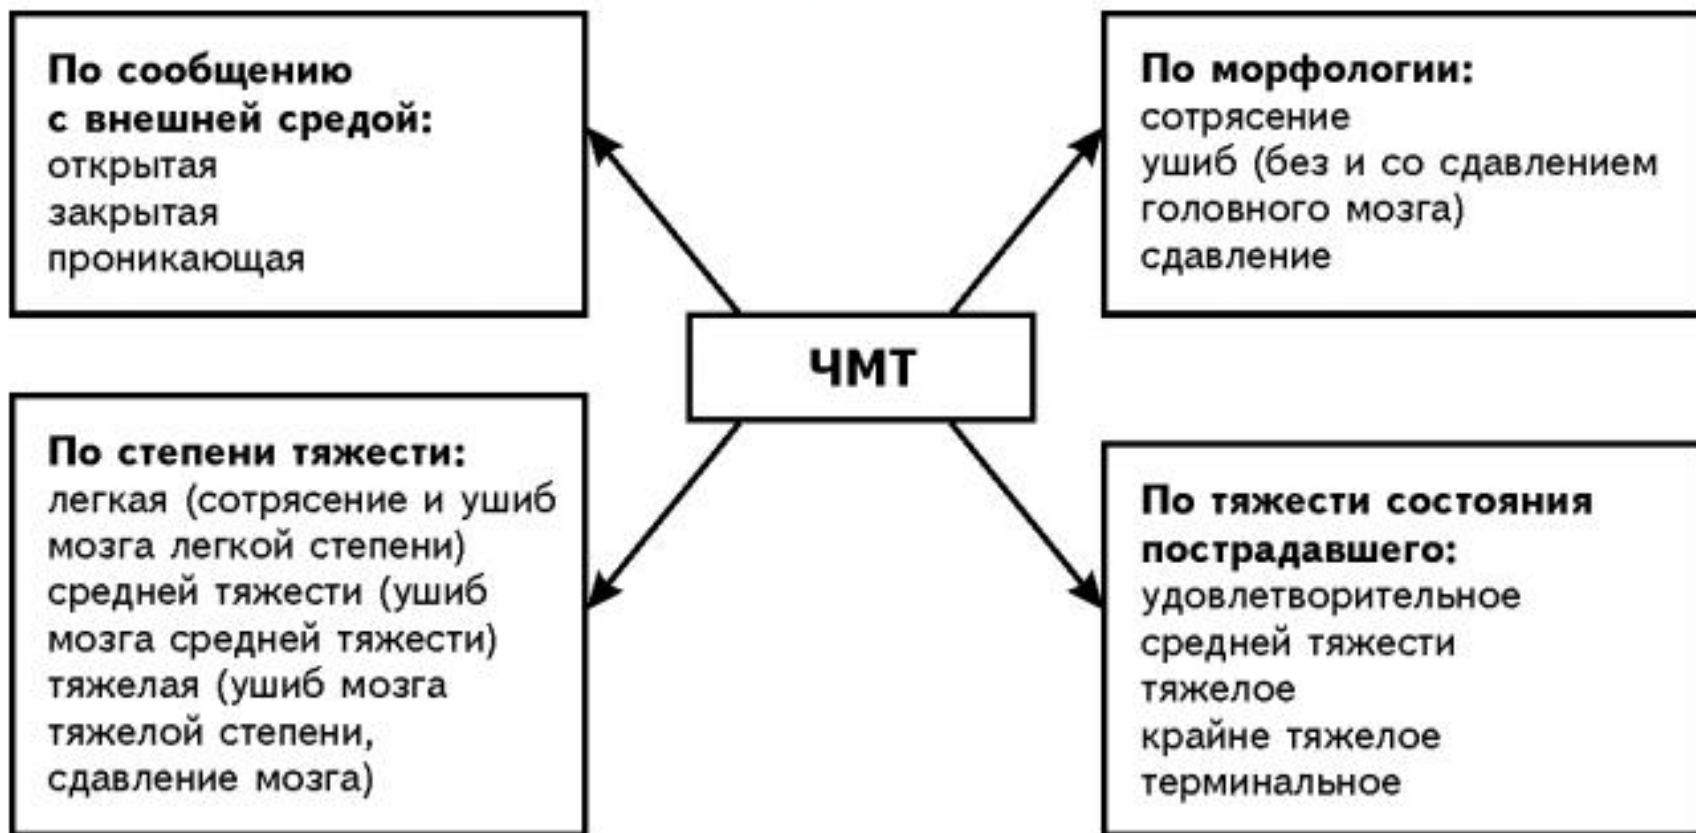 По сообщению
с внешней средой:
открытая
закрытая
проникающая
По морфологии:
сотрясение
ушиб (без и со сдавлением
головного мозга)
сдавление
ЧМТ
По степени тяжести:
легкая (сотрясение и ушиб
мозга легкой степени)
средней тяжести (ушиб
мозга средней тяжести)
тяжелая (ушиб мозга
тяжелой степени,
сдавление мозга)
По тяжести состояния
пострадавшего:
удовлетворительное
средней тяжести
тяжелое
крайне тяжелое
терминальное